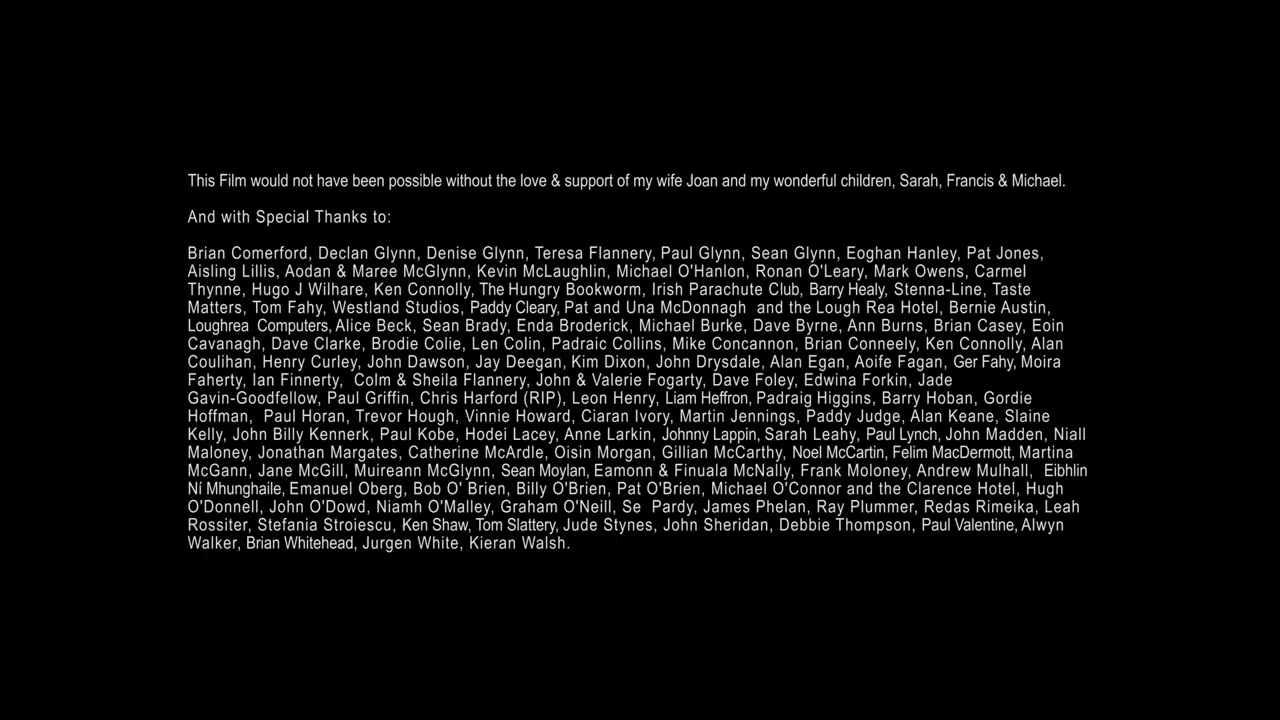 This Film would not have been possible without the love & support of my wife Joan and my wonderful children, Sarah, Francis & Michael.
And with Special Thanks to:
Brian Comerford, Declan Glynn, Denise Glynn, Teresa Flannery, Paul Glynn, Sean Glynn, Eoghan Hanley, Pat Jones,
Aisling Lillis, Aodan & Maree McGlynn, Kevin McLaughlin, Michael O'Hanlon, Ronan O'Leary, Mark Owens, Carmel
Thynne, Hugo J Wilhare, Ken Connolly, The Hungry Bookworm, Irish Parachute Club, Barry Healy, Stenna-Line, Taste
Matters, Tom Fahy, Westland Studios, Paddy Cleary, Pat and Una McDonnagh  and the Lough Rea Hotel, Bernie Austin,
Loughrea  Computers, Alice Beck, Sean Brady, Enda Broderick, Michael Burke, Dave Byrne, Ann Burns, Brian Casey, Eoin
Cavanagh, Dave Clarke, Brodie Colie, Len Colin, Padraic Collins, Mike Concannon, Brian Conneely, Ken Connolly, Alan
Coulihan, Henry Curley, John Dawson, Jay Deegan, Kim Dixon, John Drysdale, Alan Egan, Aoife Fagan, Ger Fahy, Moira
Faherty, Ian Finnerty,  Colm & Sheila Flannery, John & Valerie Fogarty, Dave Foley, Edwina Forkin, Jade
Gavin-Goodfellow, Paul Griffin, Chris Harford (RIP), Leon Henry, Liam Heffron, Padraig Higgins, Barry Hoban, Gordie
Hoffman,  Paul Horan, Trevor Hough, Vinnie Howard, Ciaran Ivory, Martin Jennings, Paddy Judge, Alan Keane, Slaine
Kelly, John Billy Kennerk, Paul Kobe, Hodei Lacey, Anne Larkin, Johnny Lappin, Sarah Leahy, Paul Lynch, John Madden, Niall
Maloney, Jonathan Margates, Catherine McArdle, Oisin Morgan, Gillian McCarthy, Noel McCartin, Felim MacDermott, Martina
McGann, Jane McGill, Muireann McGlynn, Sean Moylan, Eamonn & Finuala McNally, Frank Moloney, Andrew Mulhall,  Eibhlin
Ní Mhunghaile, Emanuel Oberg, Bob O' Brien, Billy O'Brien, Pat O'Brien, Michael O'Connor and the Clarence Hotel, Hugh
O'Donnell, John O'Dowd, Niamh O'Malley, Graham O'Neill, Se  Pardy, James Phelan, Ray Plummer, Redas Rimeika, Leah
Rossiter, Stefania Stroiescu, Ken Shaw, Tom Slattery, Jude Stynes, John Sheridan, Debbie Thompson, Paul Valentine, Alwyn
Walker, Brian Whitehead, Jurgen White, Kieran Walsh.